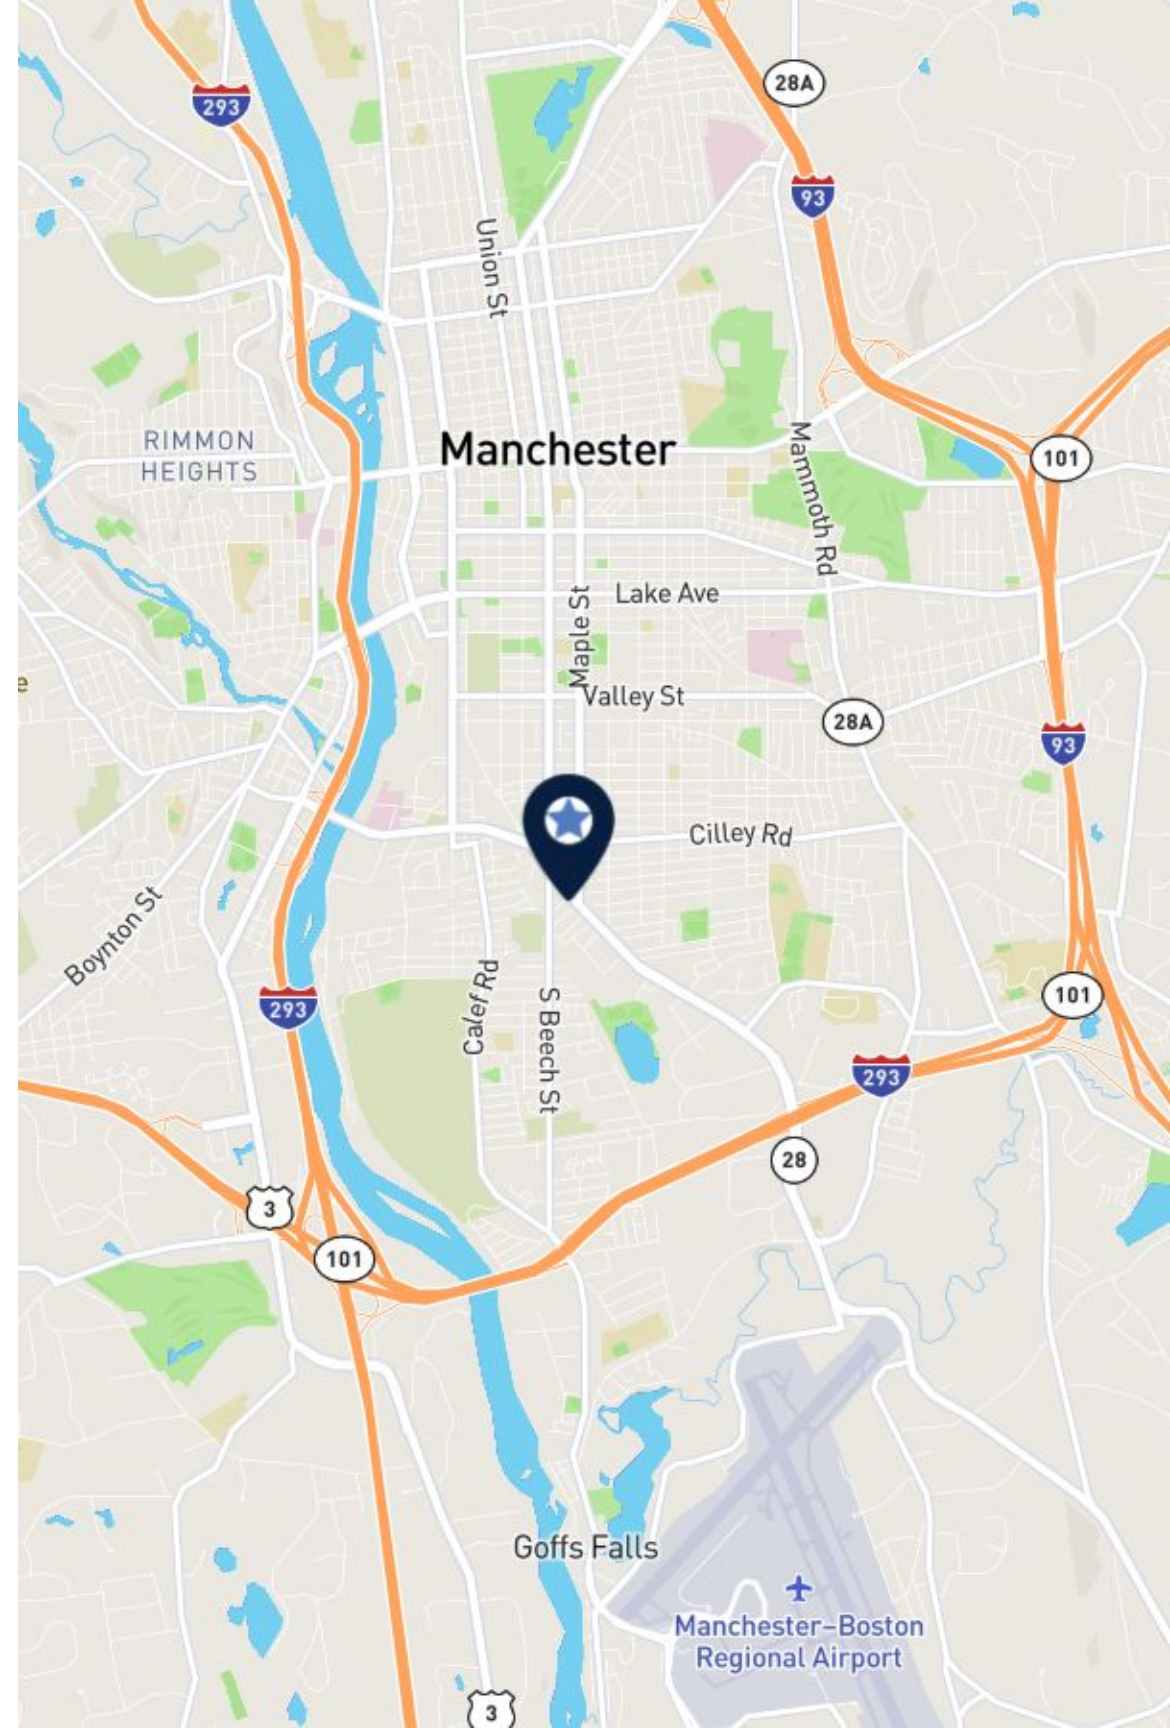 28A
293
93
Union St
RIMMON
HEIGHTS
Manchester
101
Mammoth Rd
Lake Ave
Maple St
e
Valley St
28A
93
Cilley Rd
Boynton St
293
Calef Rd
S Beech St
101
293
28
3
101
Goffs Falls
Manchester–Boston
Regional Airport
3